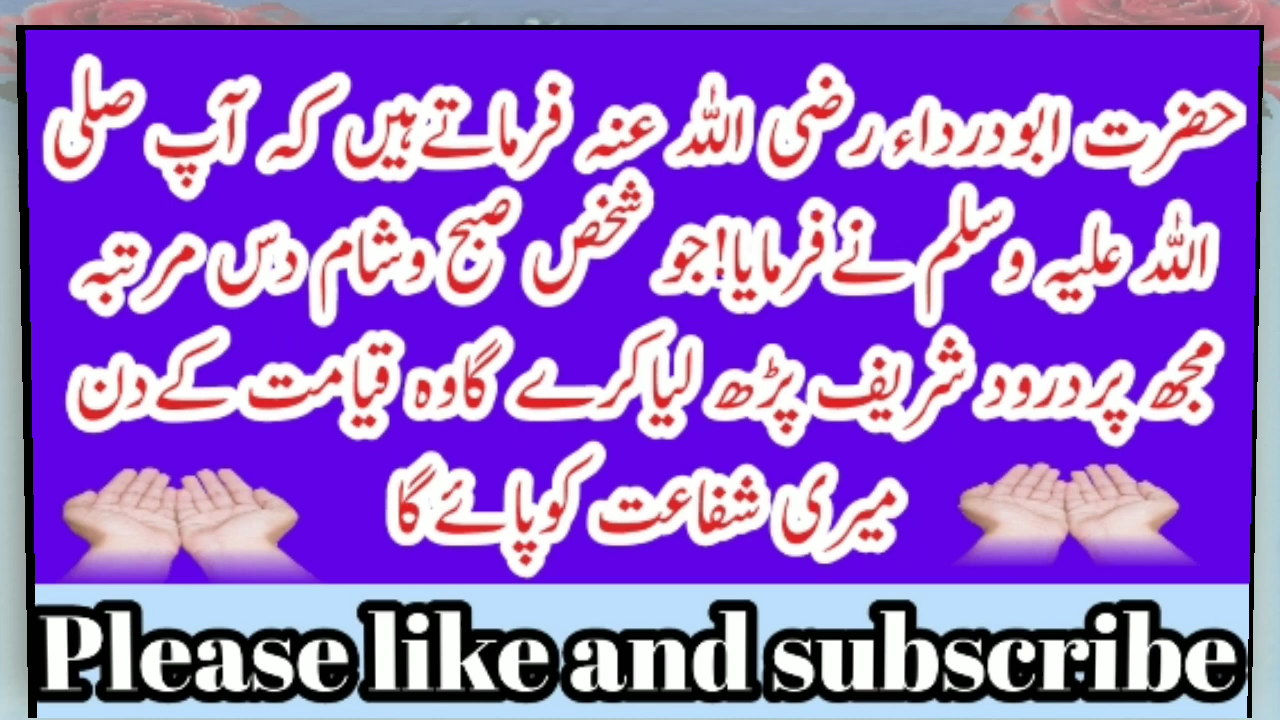 حضرت ابودرداء رضی اللہ عنہ فرماتے ہیں کہ آپ صلی
اللہ علیہ وسلم نے فرمایا!جو شخص صبح وشام دس مرتبہ
مجھ پر درود شریف پڑھ لیا کرے گا وہ قیامت کے دن
میری شفاعت کو پائے گا
Please like and subscribe